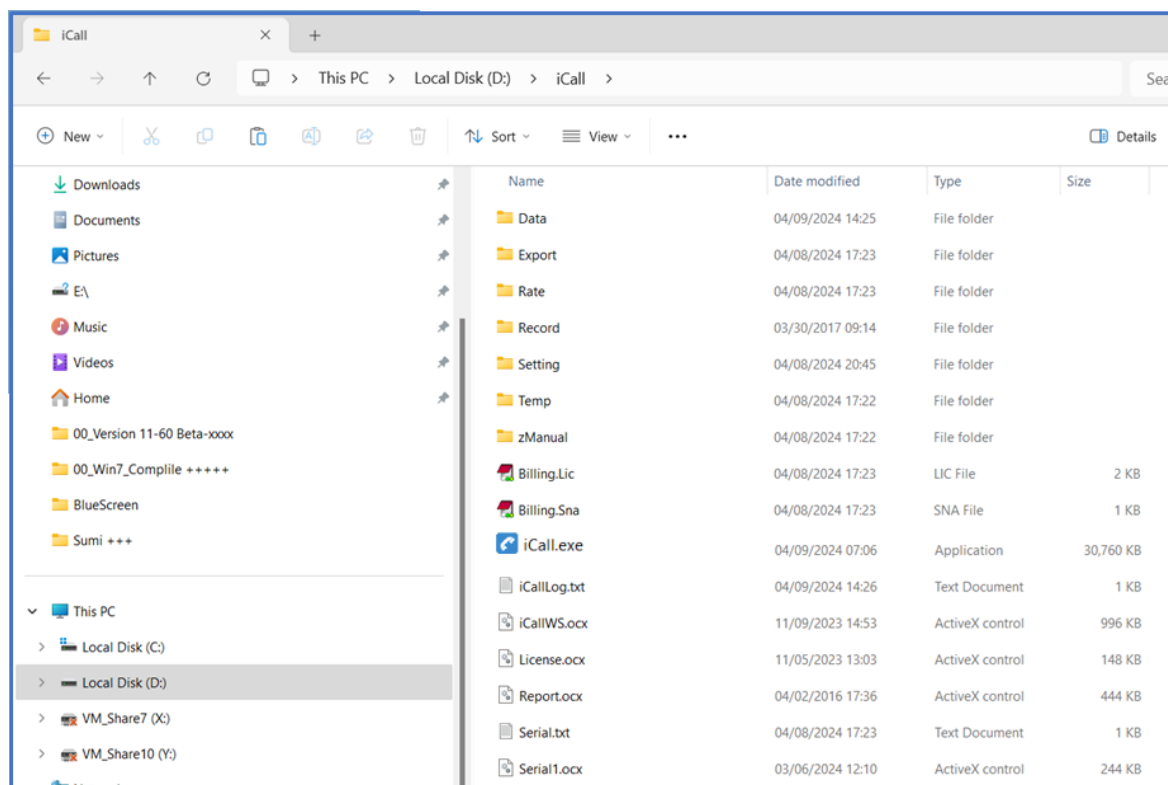 iCall
This PC > Local Disk (D:) > iCall >
New Sort View ••• Details
Downloads
Documents
Pictures
E:\
Music
Videos
Home
00_Version 11-60 Beta-xxxx
00_Win7_Complile +++++
BlueScreen
Sumi +++
This PC
Local Disk (C:)
Local Disk (D:)
VM_Share7 (X:)
VM_Share10 (Y:)
Name Date modified Type Size
Data 04/09/2024 14:25 File folder
Export 04/08/2024 17:23 File folder
Rate 04/08/2024 17:23 File folder
Record 03/30/2017 09:14 File folder
Setting 04/08/2024 20:45 File folder
Temp 04/08/2024 17:22 File folder
zManual 04/08/2024 17:22 File folder
Billing.Lic 04/08/2024 17:23 LIC File 2 KB
Billing.Sna 04/08/2024 17:23 SNA File 1 KB
iCall.exe 04/09/2024 07:06 Application 30,760 KB
iCallLog.txt 04/09/2024 14:26 Text Document 1 KB
iCallWS.ocx 11/09/2023 14:53 ActiveX control 996 KB
License.ocx 11/05/2023 13:03 ActiveX control 148 KB
Report.ocx 04/02/2016 17:36 ActiveX control 444 KB
Serial.txt 04/08/2024 17:23 Text Document 1 KB
Serial1.ocx 03/06/2024 12:10 ActiveX control 244 KB